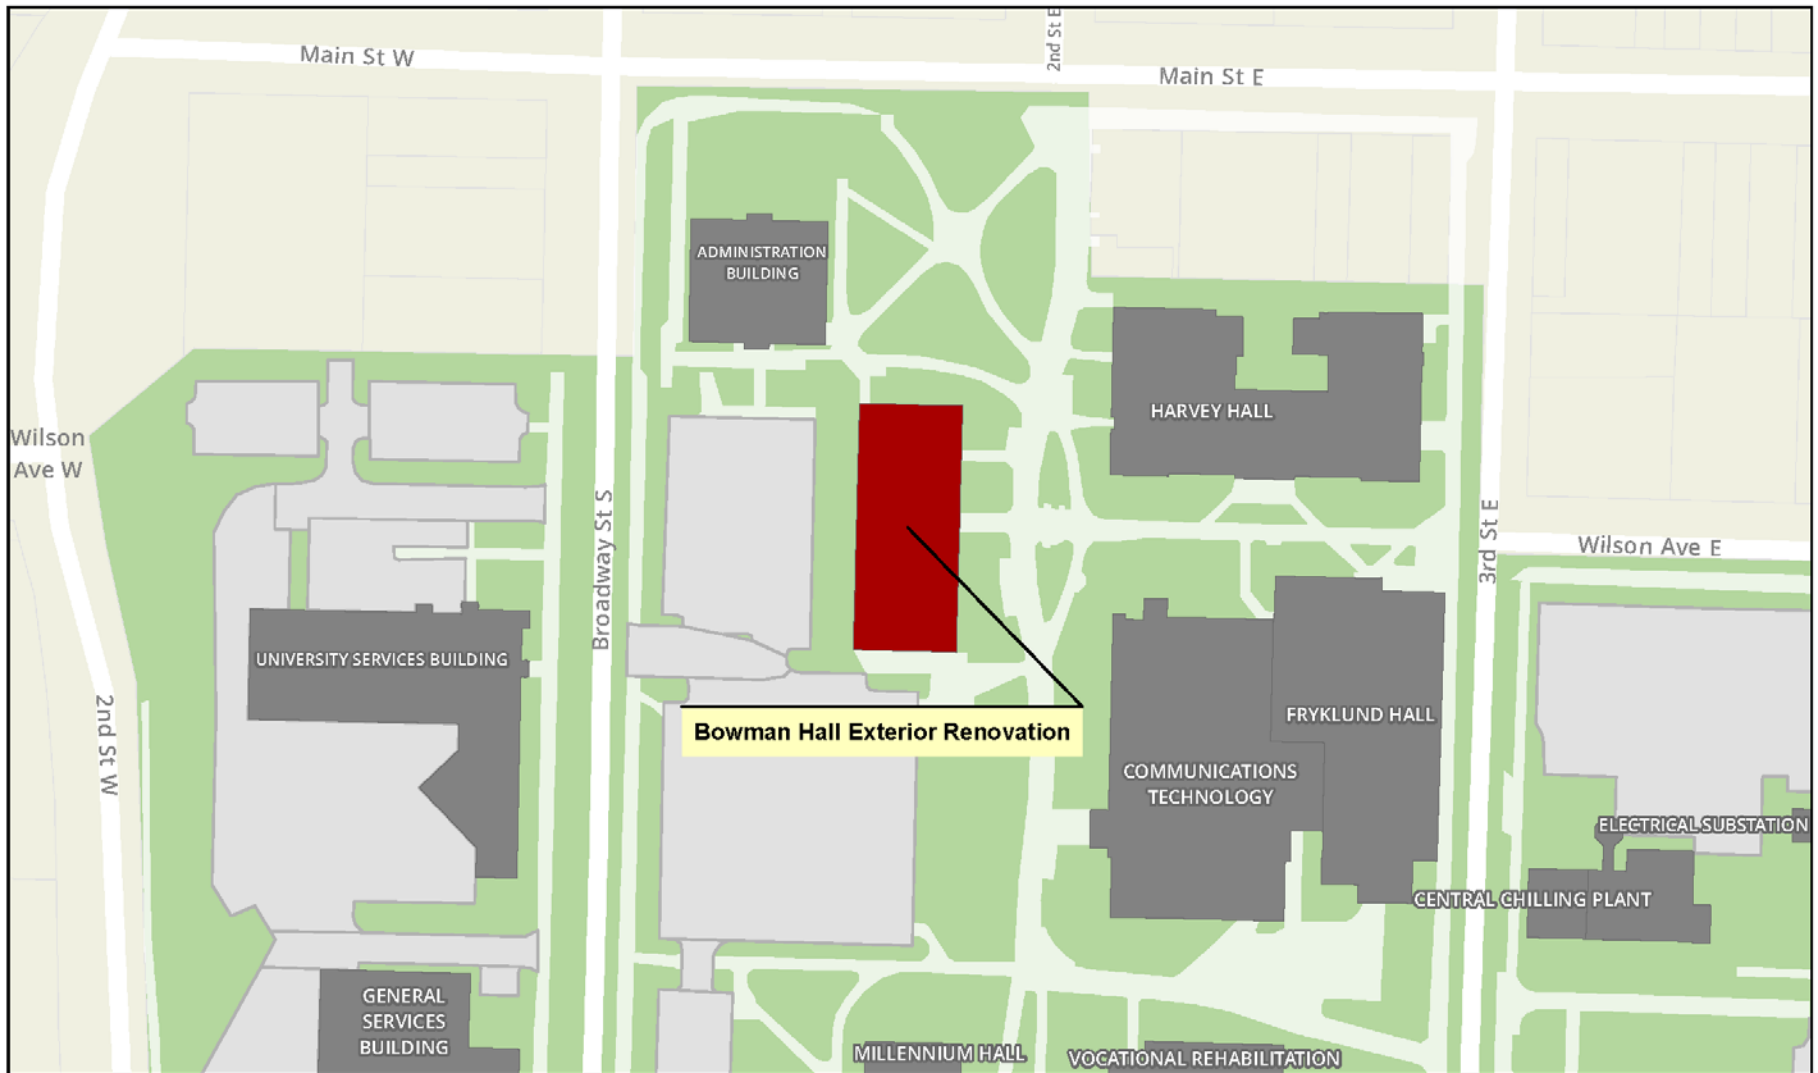 2nd St E
Main St W
Main St E
ADMINISTRATION
BUILDING
HARVEY HALL
Wilson
Ave W
Broadway St S
3rd St E
Wilson Ave E
UNIVERSITY SERVICES BUILDING
2nd St W
FRYKLUND HALL
Bowman Hall Exterior Renovation
COMMUNICATIONS
TECHNOLOGY
ELECTRICAL SUBSTATION
CENTRAL CHILLING PLANT
GENERAL
SERVICES
BUILDING
MILLENNIUM HALL
VOCATIONAL REHABILITATION